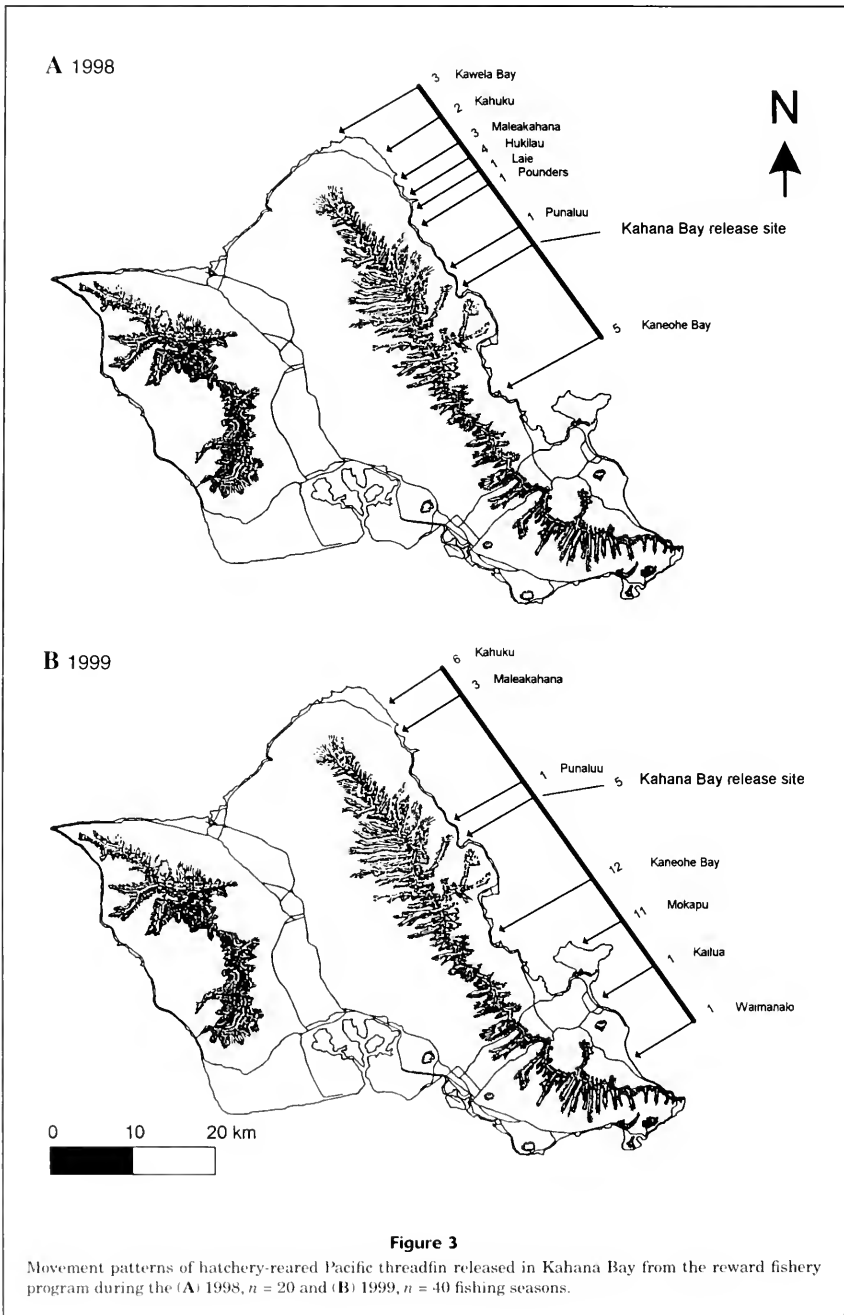 A 1998
3 Kawela Bay
2 Kahuku
3 Maleakahana
4 Hukilau
1 Laie
1 Pounders
1 Punaluu
Kahana Bay release site
5 Kaneohe Bay
N
B 1999
6 Kahuku
3 Maleakahana
1 Punaluu
5 Kahana Bay release site
12 Kaneohe Bay
11 Mokapu
1 Kailua
1 Waimanalo
0 10 20 km
Figure 3
Movement patterns of hatchery-reared Pacific threadfin released in Kahana Bay from the reward fishery
program during the (A) 1998, n = 20 and (B) 1999, n = 40 fishing seasons.